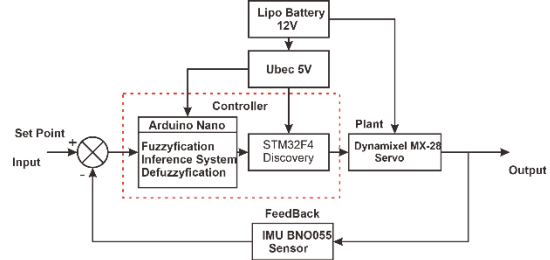 Lipo Battery
12V
Ubec 5V
Controller
Arduino Nano
Fuzzyfication
Inference System
Defuzzyfication
STM32F4
Discovery
Plant
Dynamixel MX-28
Servo
Set Point
Input
+
-
Output
FeedBack
IMU BNO055
Sensor